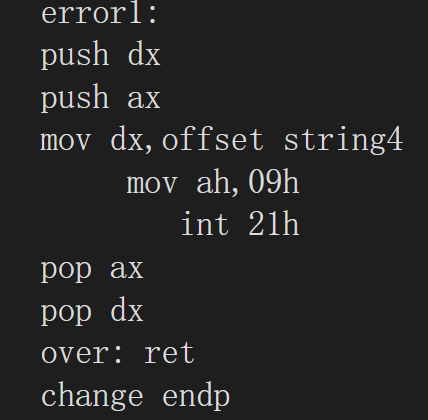 error1:
push dx
push ax
mov dx,offset string4
mov ah,09h
int 21h
pop ax
pop dx
over: ret
change endp